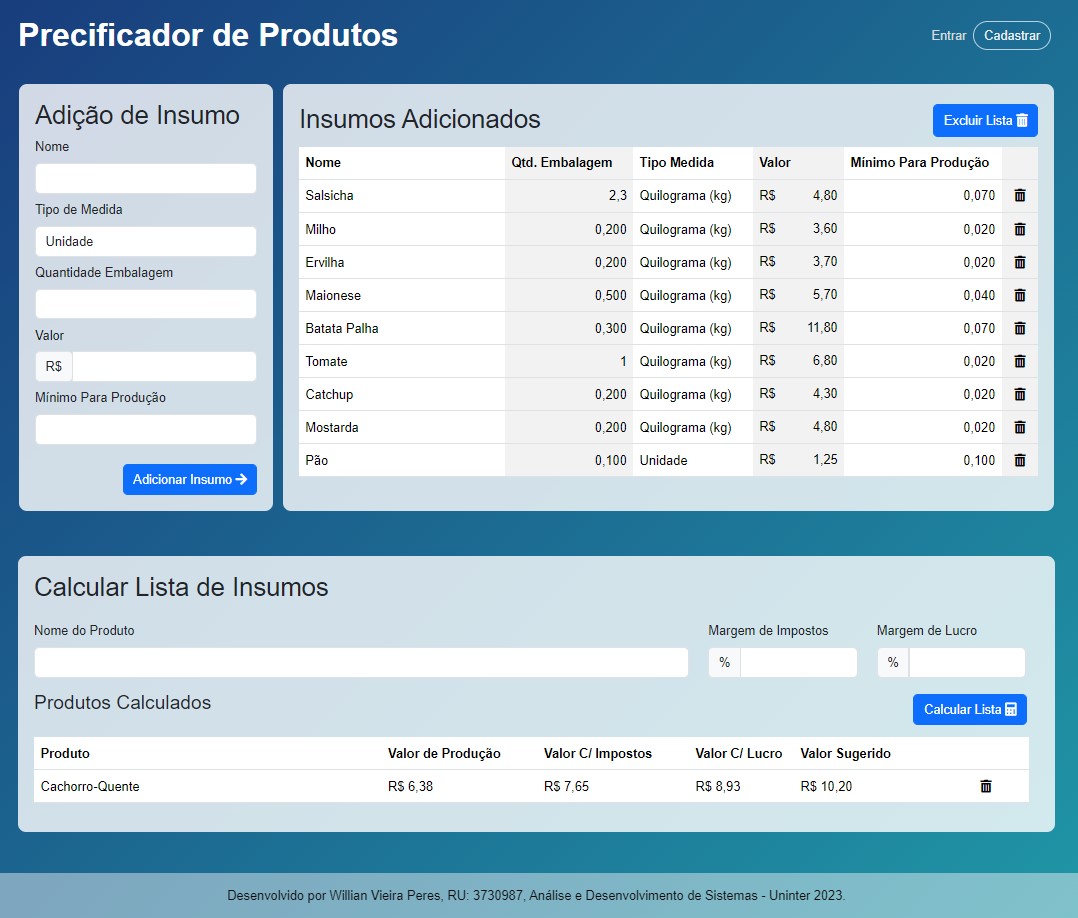 Precificador de Produtos
Entrar Cadastrar
Adição de Insumo
Nome
Tipo de Medida
Unidade
Quantidade Embalagem
Valor
R$
Mínimo Para Produção
Adicionar Insumo
Insumos Adicionados
Excluir Lista
Nome Qtd. Embalagem Tipo Medida Valor Mínimo Para Produção
Salsicha 2,3 Quilograma (kg) R$ 4,80 0,070
Milho 0,200 Quilograma (kg) R$ 3,60 0,020
Ervilha 0,200 Quilograma (kg) R$ 3,70 0,020
Maionese 0,500 Quilograma (kg) R$ 5,70 0,040
Batata Palha 0,300 Quilograma (kg) R$ 11,80 0,070
Tomate 1 Quilograma (kg) R$ 6,80 0,020
Catchup 0,200 Quilograma (kg) R$ 4,30 0,020
Mostarda 0,200 Quilograma (kg) R$ 4,80 0,020
Pão 0,100 Unidade R$ 1,25 0,100
Calcular Lista de Insumos
Nome do Produto Margem de Impostos Margem de Lucro
% %
Produtos Calculados
Calcular Lista
Produto Valor de Produção Valor C/ Impostos Valor C/ Lucro Valor Sugerido
Cachorro-Quente R$ 6,38 R$ 7,65 R$ 8,93 R$ 10,20
Desenvolvido por Willian Vieira Peres, RU: 3730987, Análise e Desenvolvimento de Sistemas - Uninter 2023.